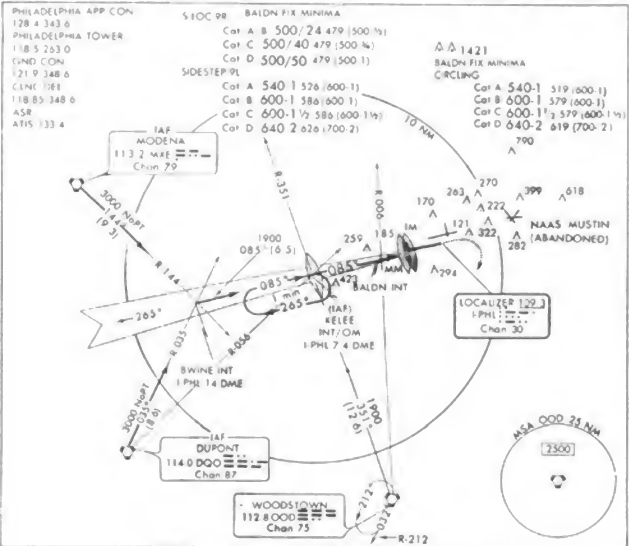 PHILADELPHIA APP CON
128.4 343.6
PHILADELPHIA TOWER
118.5 263.0
GND CON
121.9 348.6
CLNC DEL
118.85 348.6
ASR
ATIS 133.4
BALDN FIX MINIMA
S-LOC 9R
Cat A B 500/24 479 (500-½)
Cat C 500/40 479 (500-¾)
Cat D 500/50 479 (500-1)
SIDESTEP 9L
Cat A 540-1 526 (600-1)
Cat B 600-1 586 (600-1)
Cat C 600-1½ 586 (600-1½)
Cat D 640-2 626 (700-2)
1421
BALDN FIX MINIMA
CIRCLING
Cat A 540-1 519 (600-1)
Cat B 600-1 579 (600-1)
Cat C 600-1½ 579 (600-1½)
Cat D 640-2 619 (700-2)
10 NM
790
IAF
MODENA
113.2 MXE
Chan 79
3000 NoPT
144°
(9.3)
R-144
R-351
R-006
170
263
270
222
399
618
121
322
282
NAAS MUSTIN
(ABANDONED)
1900
085° (6.5)
259
185
IM
085°
085°
1 min
265°
265°
423
MM
BALDN INT
294
(IAF)
KELEE
INT/OM
I-PHL 7.4 DME
LOCALIZER 109.3
I-PHL
Chan 30
R-035
R-056
BWINE INT
I-PHL 14 DME
3000 NoPT
035°
(8.6)
1900
351°
(12.6)
IAF
DUPONT
114.0 DQO
Chan 87
WOODSTOWN
112.8 OOD
Chan 75
212°
032°
R-212
MSA OOD 25 NM
2500